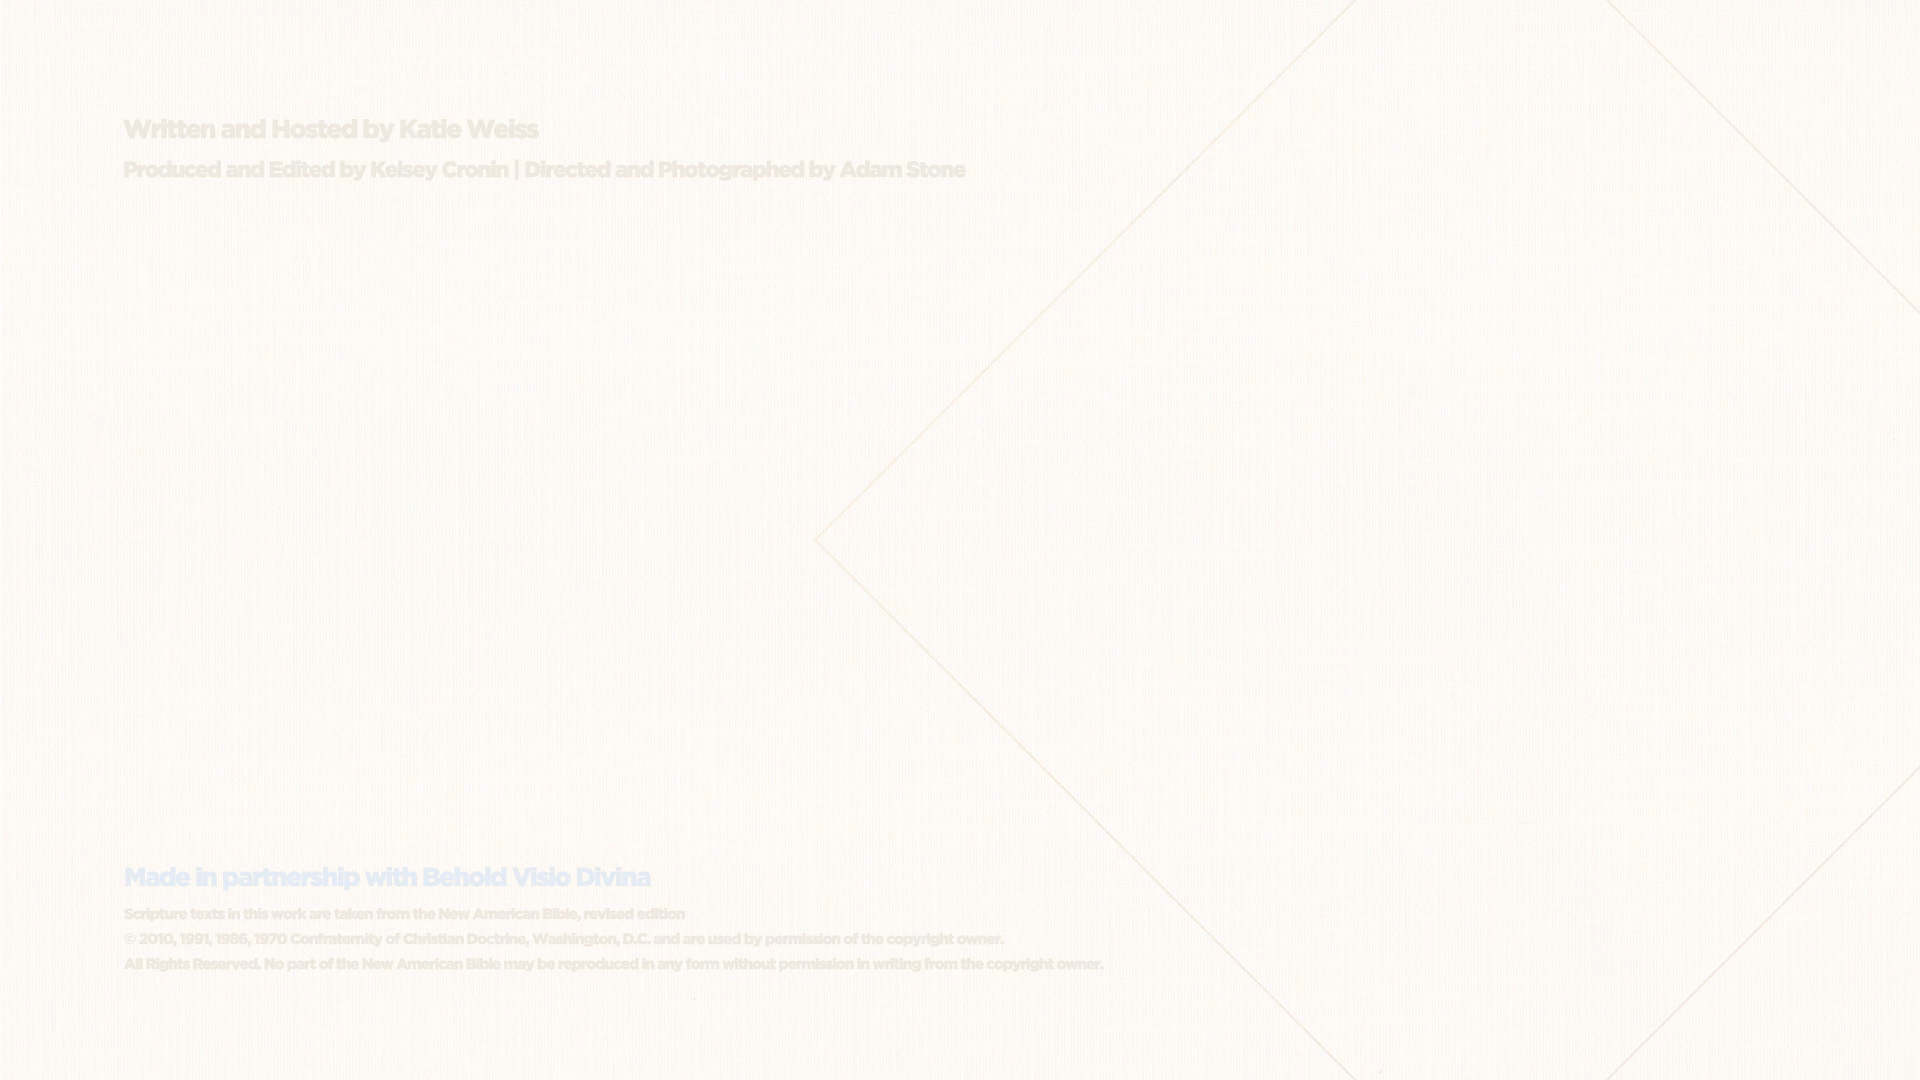 Written and Hosted by Katie Weiss
Produced and Edited by Kelsey Cronin | Directed and Photographed by Adam Stone
Made in partnership with Behold Visio Divina
Scripture texts in this work are taken from the New American Bible, revised edition
© 2010, 1991, 1986, 1970 Confraternity of Christian Doctrine, Washington, D.C. and are used by permission of the copyright owner.
All Rights Reserved. No part of the New American Bible may be reproduced in any form without permission in writing from the copyright owner.